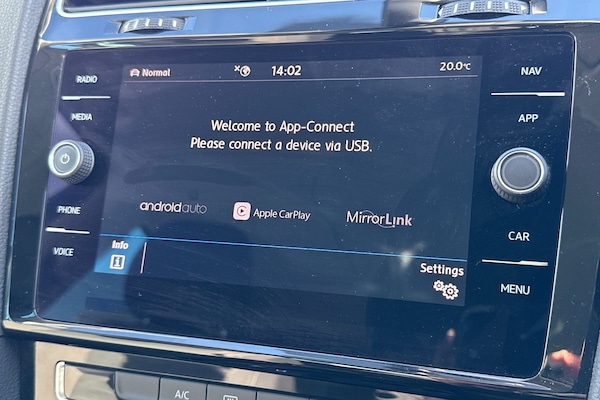 RADIO
MEDIA
PHONE
VOICE
Normal
14:02
20.0°C
Welcome to App-Connect
Please connect a device via USB.
androidauto
Apple CarPlay
MirrorLink
Info
Settings
NAV
APP
CAR
MENU
A/C